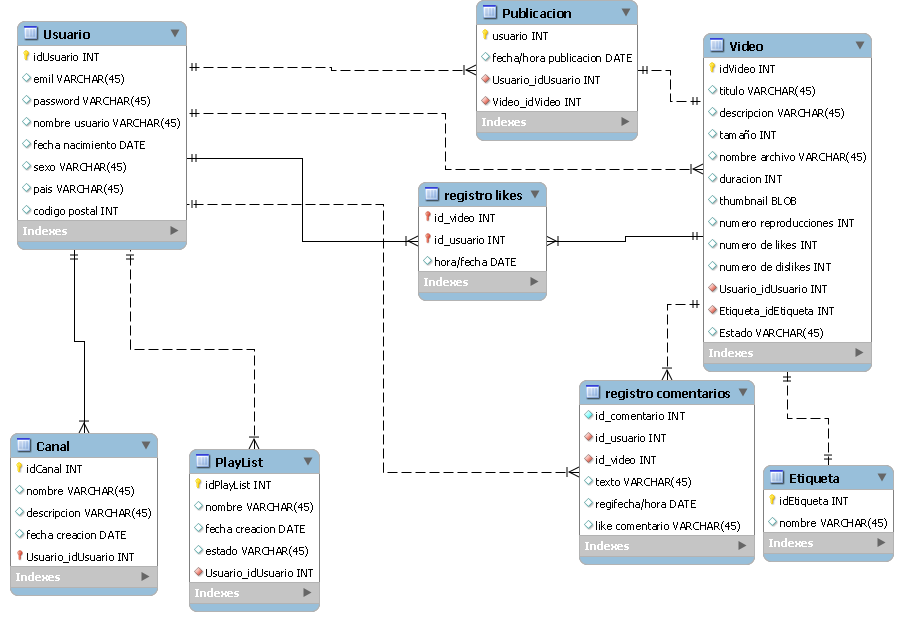 Usuario
idUsuario INT
emil VARCHAR(45)
password VARCHAR(45)
nombre usuario VARCHAR(45)
fecha nacimiento DATE
sexo VARCHAR(45)
pais VARCHAR(45)
codigo postal INT
Indexes
Publicacion
usuario INT
fecha/hora publicacion DATE
Usuario_idUsuario INT
Video_idVideo INT
Indexes
Video
idVideo INT
titulo VARCHAR(45)
descripcion VARCHAR(45)
tamaño INT
nombre archivo VARCHAR(45)
duracion INT
thumbnail BLOB
numero reproducciones INT
numero de likes INT
numero de dislikes INT
Usuario_idUsuario INT
Etiqueta_idEtiqueta INT
Estado VARCHAR(45)
Indexes
registro likes
id_video INT
id_usuario INT
hora/fecha DATE
Indexes
registro comentarios
id_comentario INT
id_usuario INT
id_video INT
texto VARCHAR(45)
regifecha/hora DATE
like comentario VARCHAR(45)
Indexes
Canal
idCanal INT
nombre VARCHAR(45)
descripcion VARCHAR(45)
fecha creacion DATE
Usuario_idUsuario INT
Indexes
PlayList
idPlayList INT
nombre VARCHAR(45)
fecha creacion DATE
estado VARCHAR(45)
Usuario_idUsuario INT
Indexes
Etiqueta
idEtiqueta INT
nombre VARCHAR(45)
Indexes